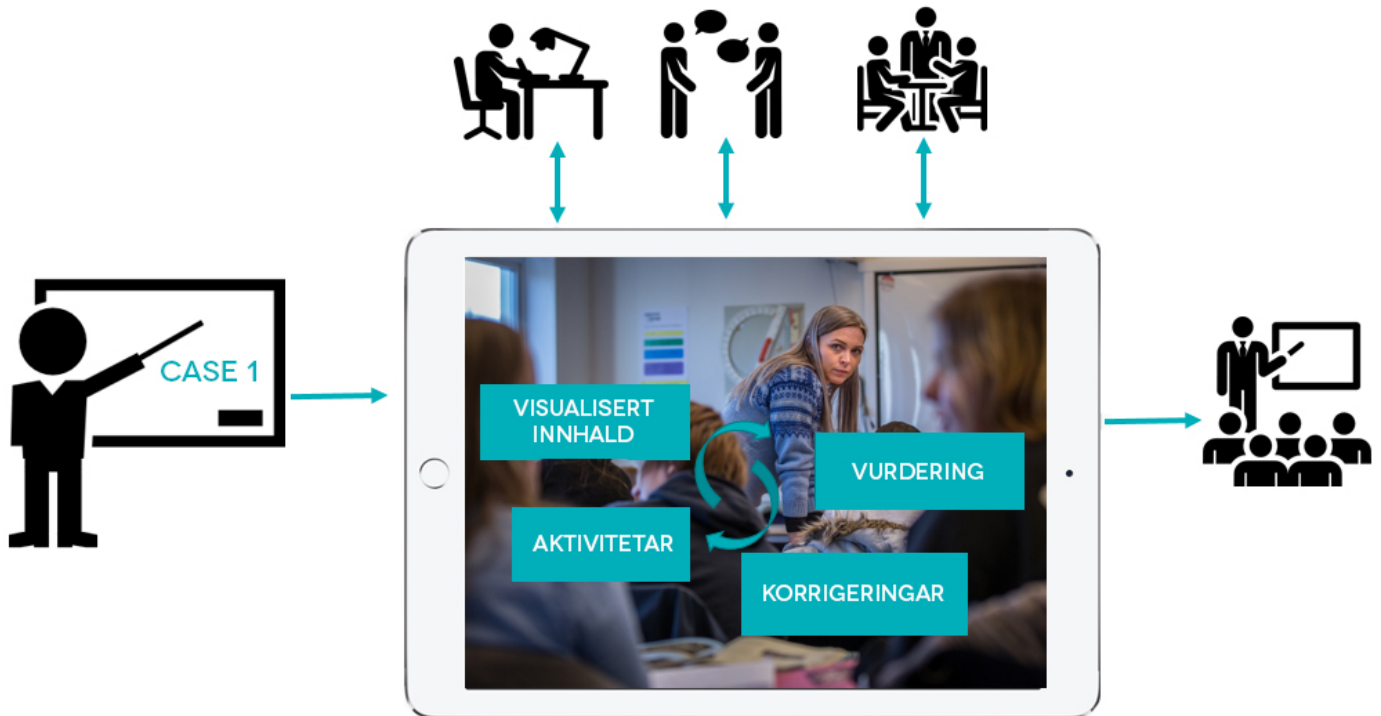 CASE 1
VISUALISERT
INNHALD
VURDERING
AKTIVITETAR
KORRIGERINGAR